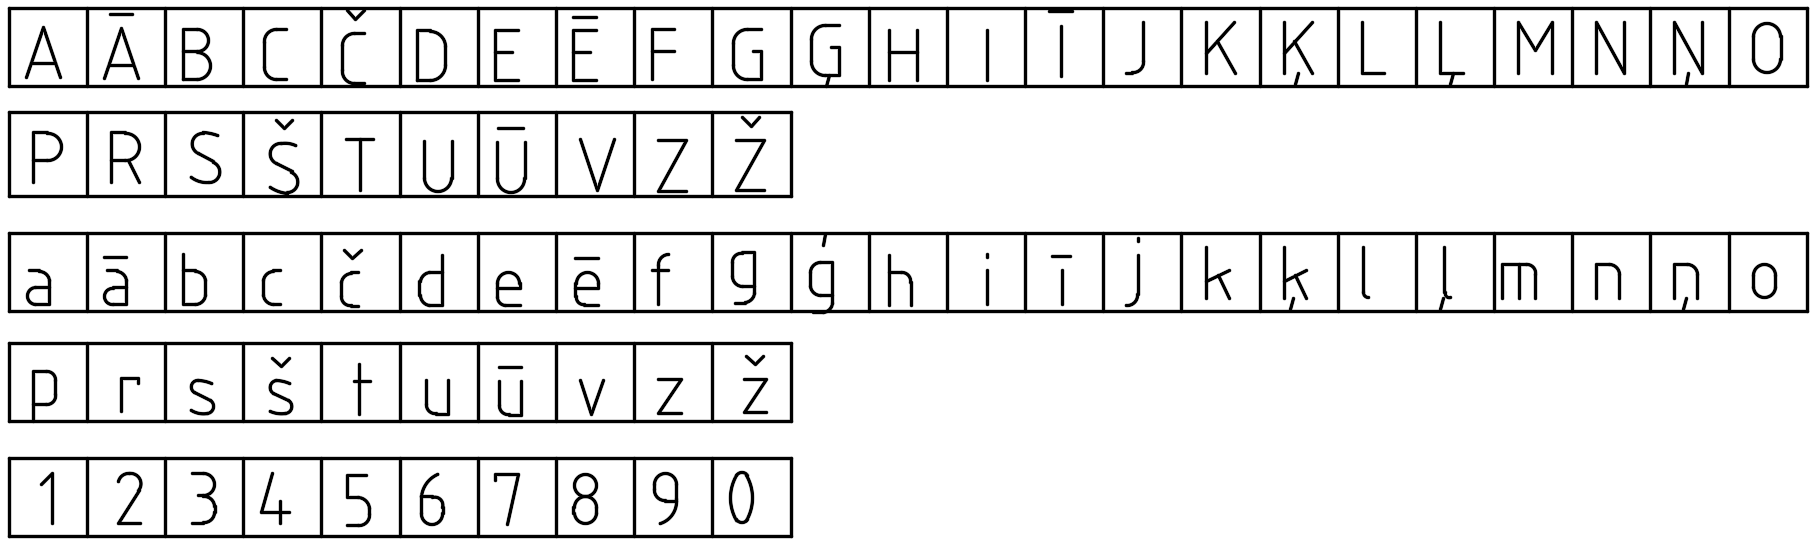 A Ā B C Č D E Ē F G Ģ H I Ī J K Ķ L Ļ M N Ņ O
P R S Š T U Ū V Z Ž
a ā b c č d e ē f g ģ h i ī j k ķ l ļ m n ņ o
p r s š t u ū v z ž
1 2 3 4 5 6 7 8 9 0